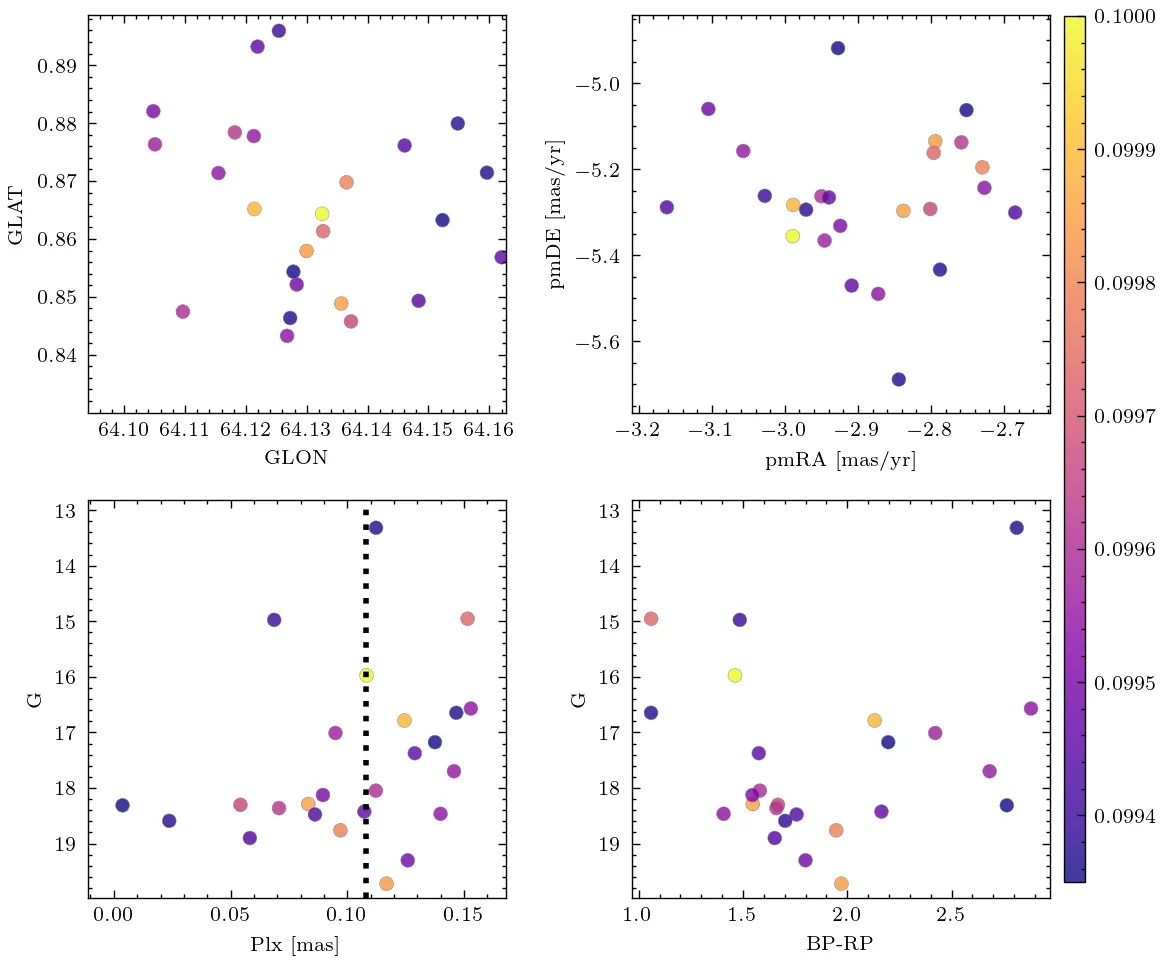 0.89
0.88
0.87
0.86
0.85
0.84
GLAT
64.10 64.11 64.12 64.13 64.14 64.15 64.16
GLON
−5.0
−5.2
−5.4
−5.6
pmDE [mas/yr]
−3.2 −3.1 −3.0 −2.9 −2.8 −2.7
pmRA [mas/yr]
13
14
15
16
17
18
19
G
0.00 0.05 0.10 0.15
Plx [mas]
13
14
15
16
17
18
19
G
1.0 1.5 2.0 2.5
BP-RP
0.1000
0.0999
0.0998
0.0997
0.0996
0.0995
0.0994